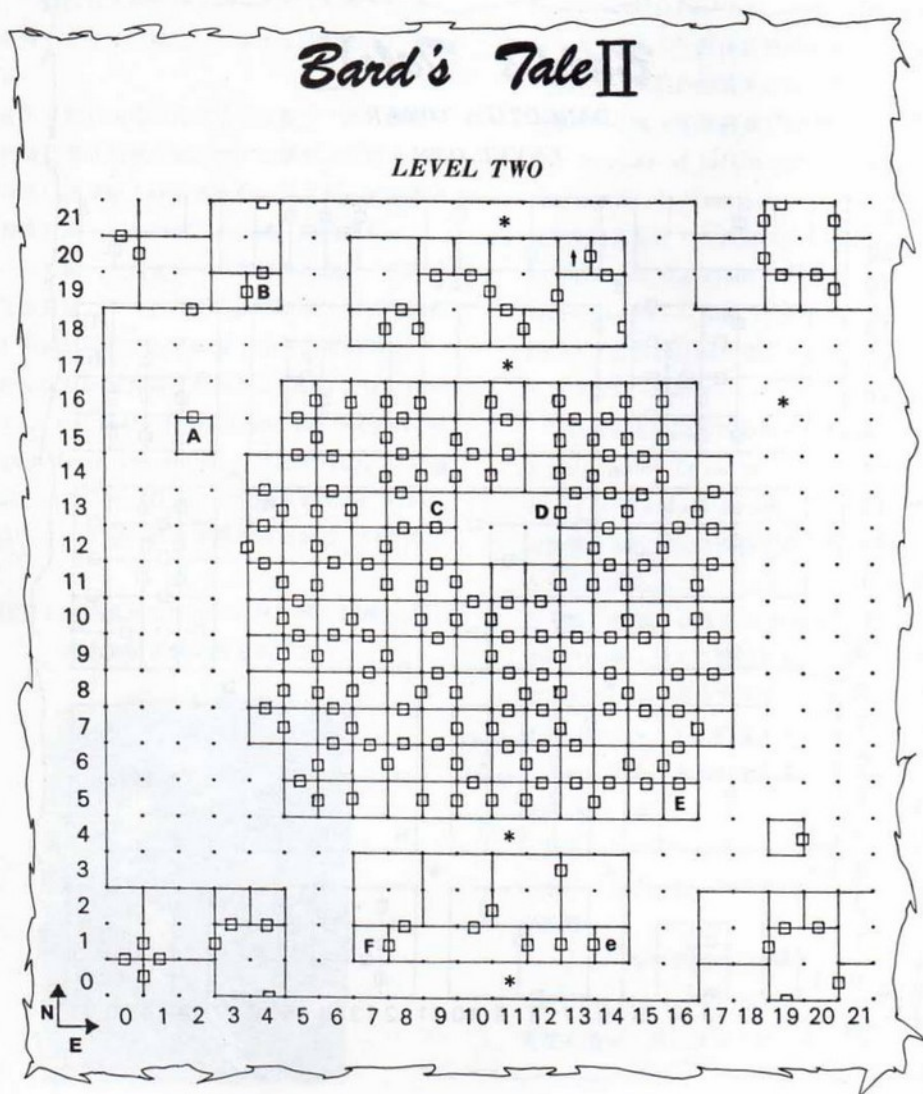 Bard's Tale II
LEVEL TWO
21 *
20 t
19 B
18
17 *
16 *
15 A
14
13 C D
12
11
10
9
8
7
6
5 E
4 *
3
2
1 F e
0 *
N
E
0 1 2 3 4 5 6 7 8 9 10 11 12 13 14 15 16 17 18 19 20 21